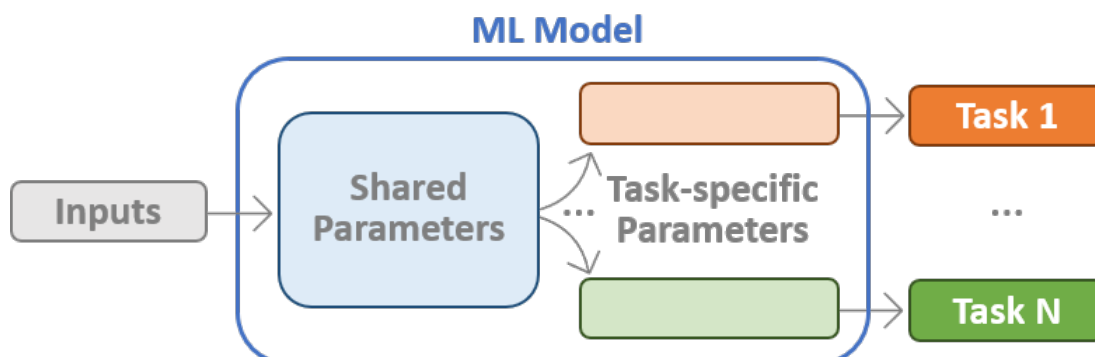 ML Model
Inputs
Shared
Parameters
...
Task-specific
Parameters
Task 1
...
Task N